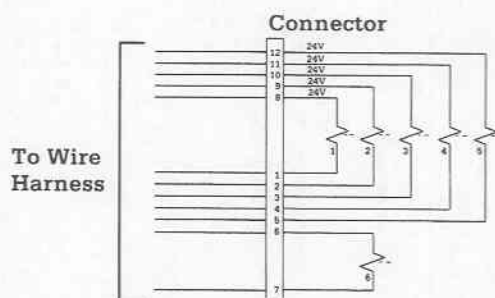 Connector
12 24V
11 24V
10 24V
9 24V
8 24V
1 2 3 4 5
To Wire
Harness
1
2
3
4
5
6
6
7